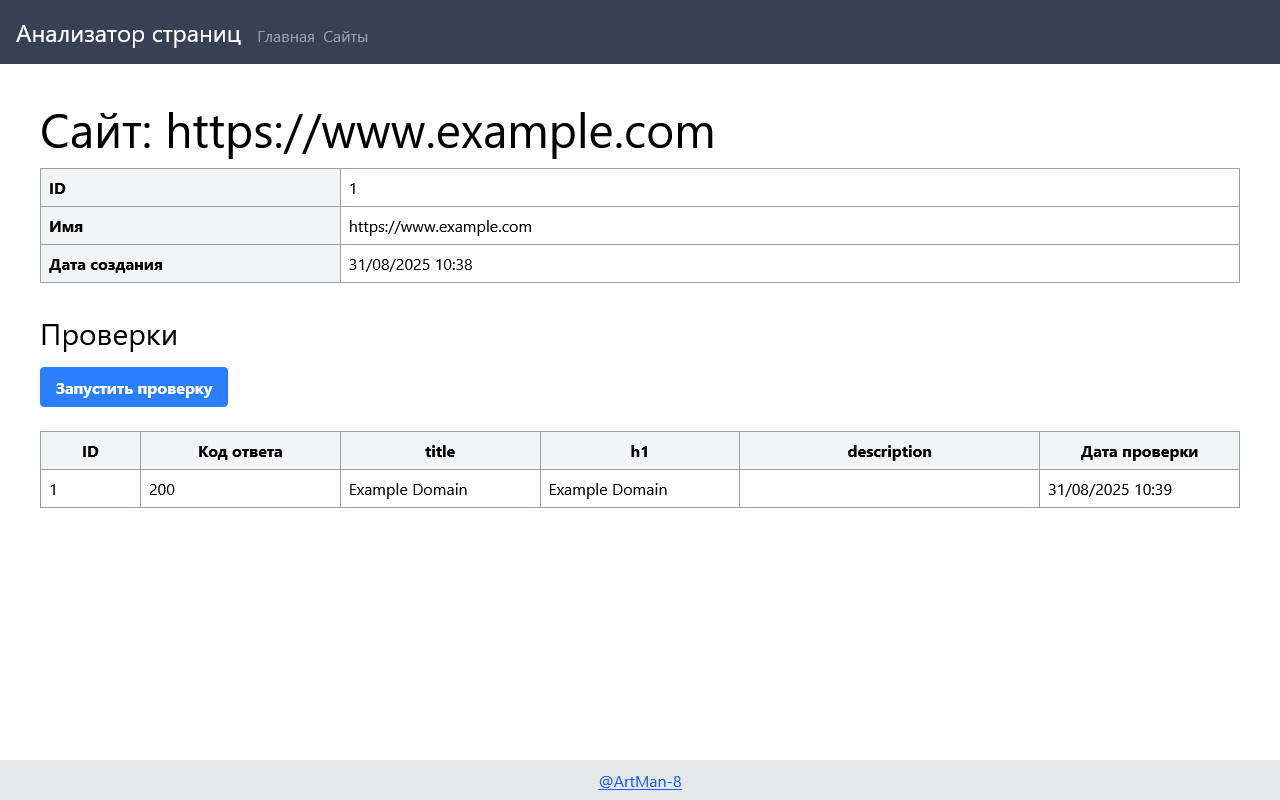 Анализатор страниц Главная Сайты
Сайт: https://www.example.com
ID 1
Имя https://www.example.com
Дата создания 31/08/2025 10:38
Проверки
Запустить проверку
ID Код ответа title h1 description Дата проверки
1 200 Example Domain Example Domain 31/08/2025 10:39
@ArtMan-8